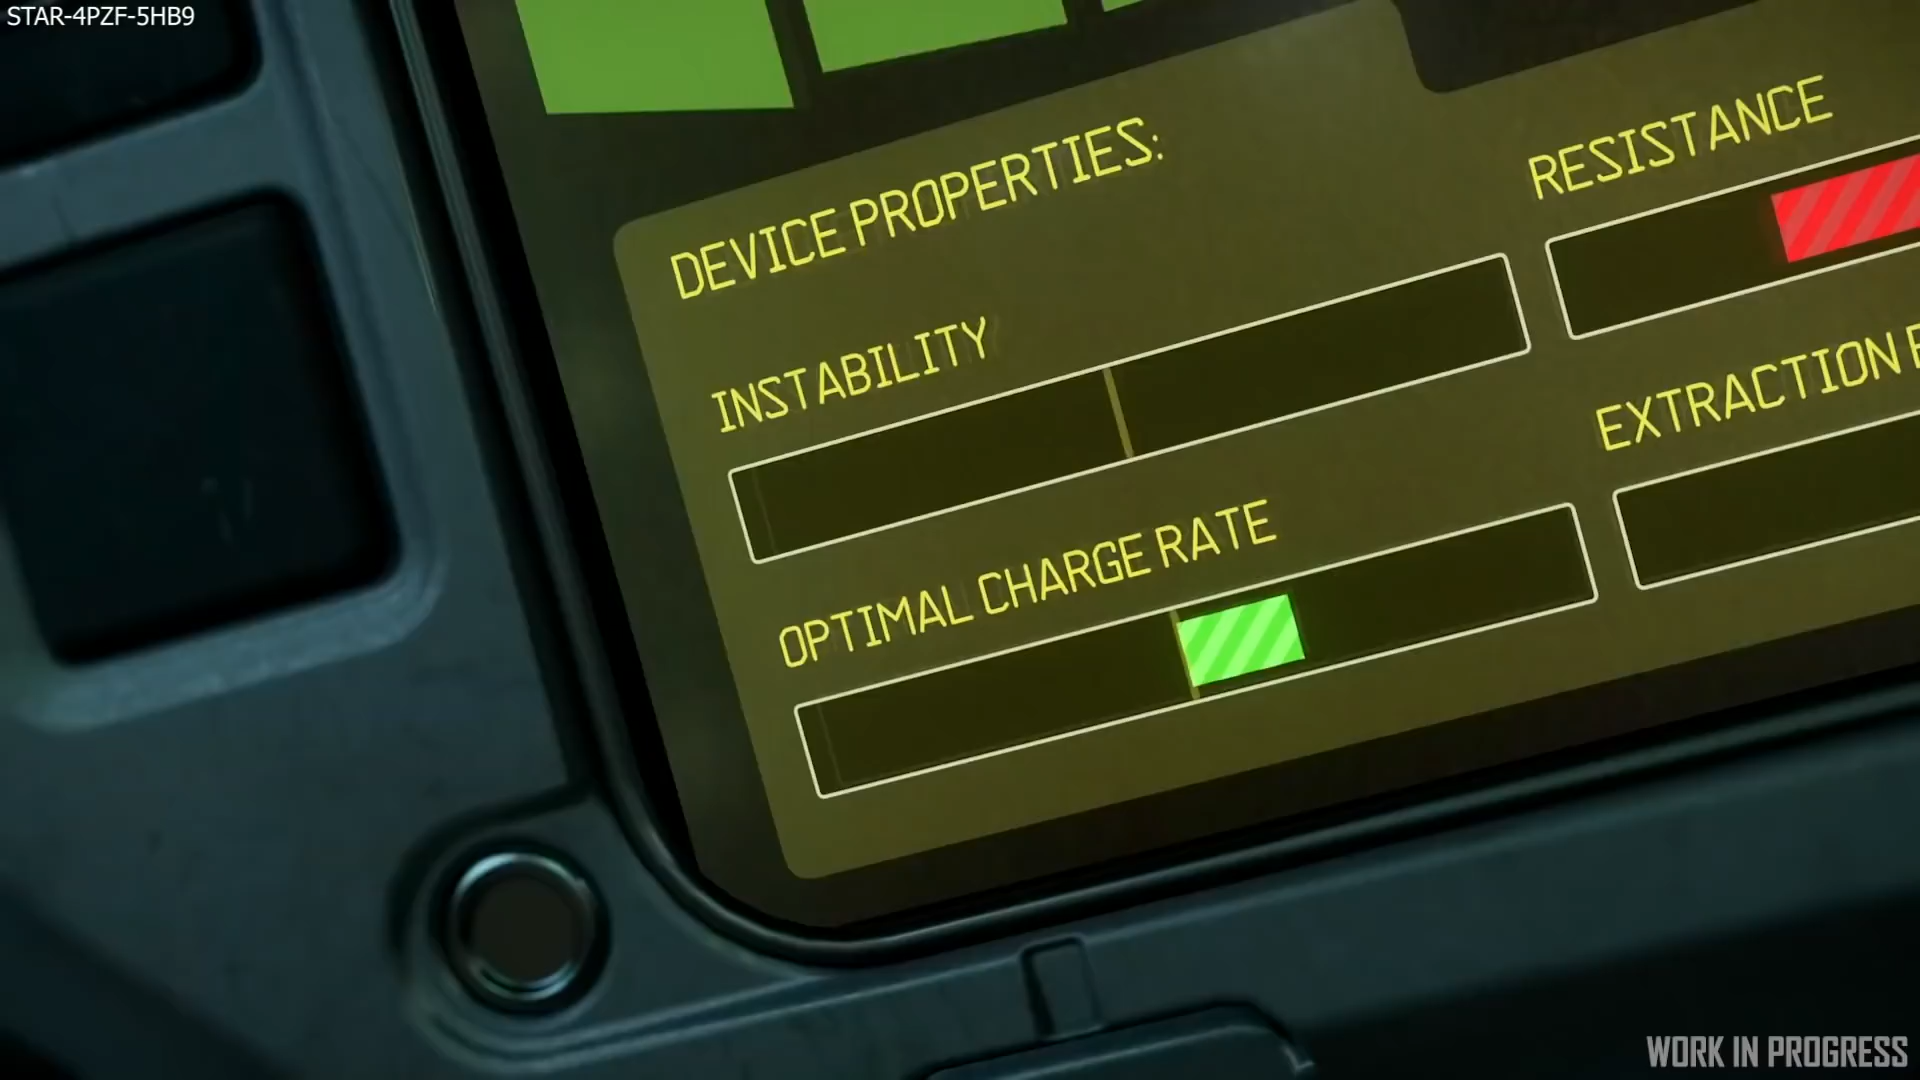 STAR-4PZF-5HB9
DEVICE PROPERTIES:
INSTABILITY
RESISTANCE
OPTIMAL CHARGE RATE
EXTRACTION
WORK IN PROGRESS